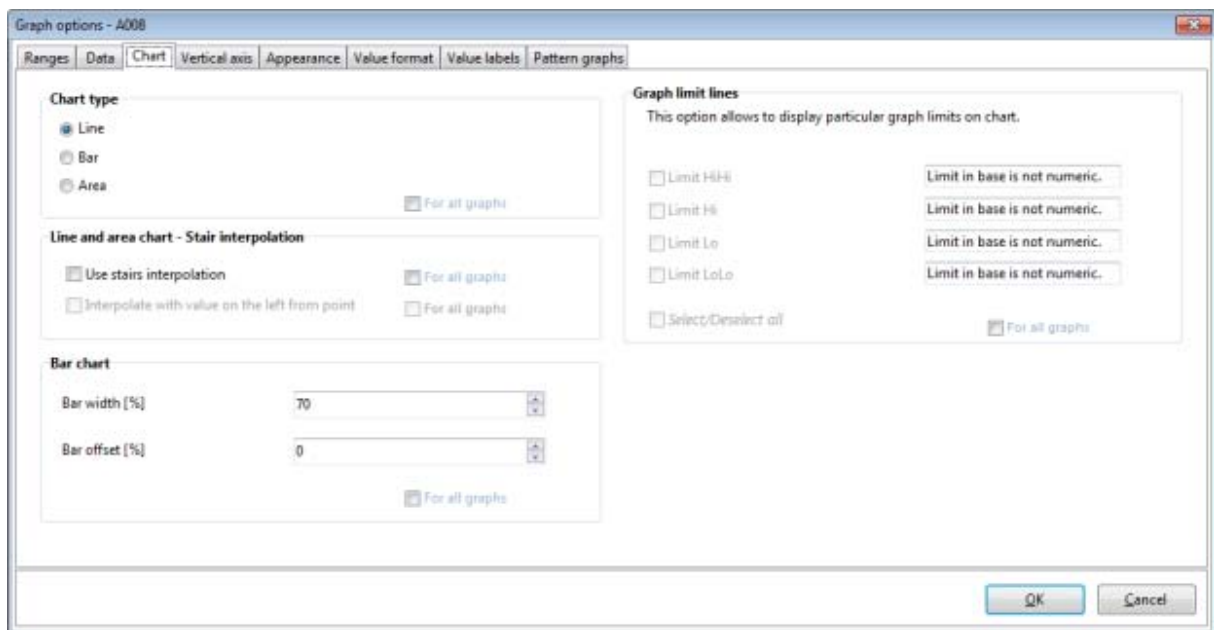 Graph options - A008
Ranges Data Chart Vertical axis Appearance Value format Value labels Pattern graphs
Chart type
Line
Bar
Area
For all graphs
Line and area chart - Stair interpolation
Use stairs interpolation
For all graphs
Interpolate with value on the left from point
For all graphs
Bar chart
Bar width [%] 70
Bar offset [%] 0
For all graphs
Graph limit lines
This option allows to display particular graph limits on chart.
Limit HiHi Limit in base is not numeric.
Limit Hi Limit in base is not numeric.
Limit Lo Limit in base is not numeric.
Limit LoLo Limit in base is not numeric.
Select/Deselect all
For all graphs
OK Cancel